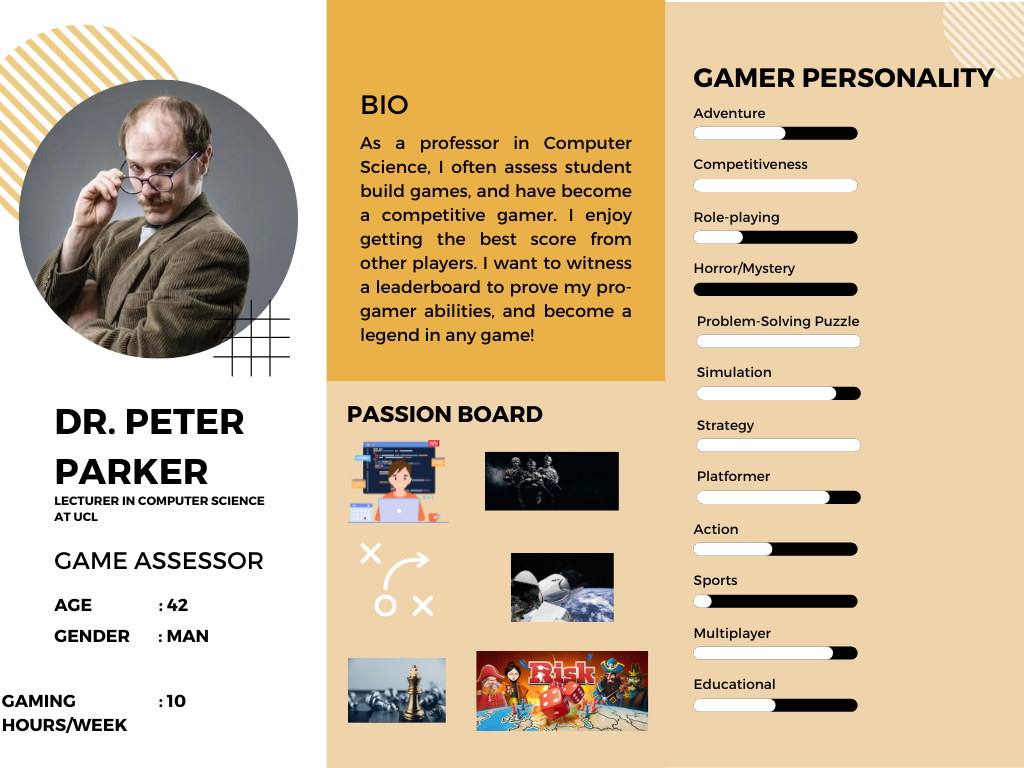 DR. PETER
PARKER
LECTURER IN COMPUTER SCIENCE
AT UCL
GAME ASSESSOR
AGE : 42
GENDER : MAN
GAMING : 10
HOURS/WEEK
BIO
As a professor in Computer
Science, I often assess student
build games, and have become
a competitive gamer. I enjoy
getting the best score from
other players. I want to witness
a leaderboard to prove my pro-
gamer abilities, and become a
legend in any game!
PASSION BOARD
Risk
GAMER PERSONALITY
Adventure
Competitiveness
Role-playing
Horror/Mystery
Problem-Solving Puzzle
Simulation
Strategy
Platformer
Action
Sports
Multiplayer
Educational